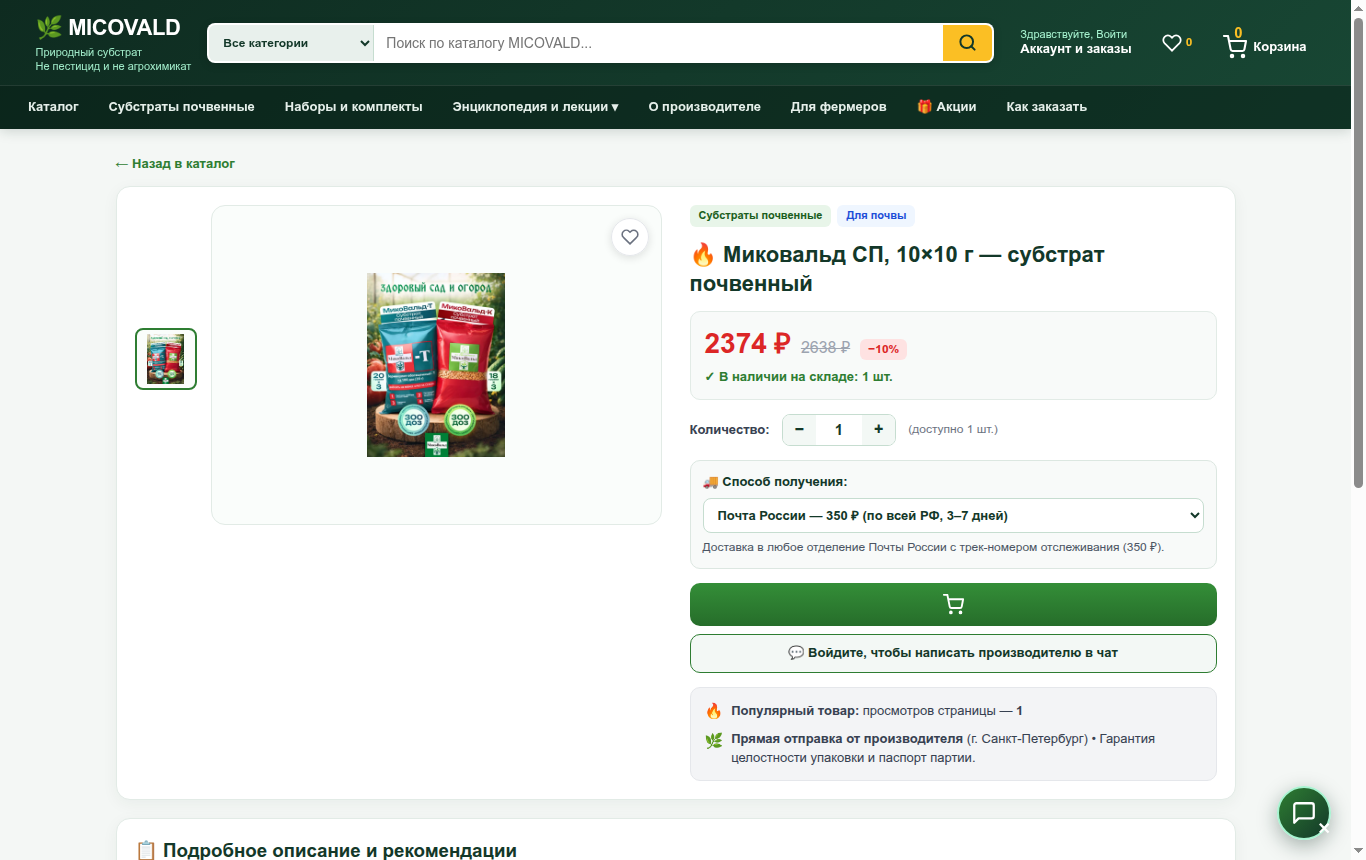 MICOVALD
Природный субстрат
Не пестицид и не агрохимикат
Все категории
Поиск по каталогу MICOVALD...
Здравствуйте, Войти
Аккаунт и заказы
0
0
Корзина
Каталог
Субстраты почвенные
Наборы и комплекты
Энциклопедия и лекции ▾
О производителе
Для фермеров
🎁 Акции
Как заказать
← Назад в каталог
ЗДОРОВЫЙ САД И ОГОРОД
МикоВальд-Т
МикоВальд-К
-Т
300
ДОЗ
300
ДОЗ
Субстраты почвенные
Для почвы
🔥 Миковальд СП, 10×10 г — субстрат
почвенный
2374 ₽ 2638 ₽ −10%
✓ В наличии на складе: 1 шт.
Количество: − 1 + (доступно 1 шт.)
🚚 Способ получения:
Почта России — 350 ₽ (по всей РФ, 3–7 дней)
Доставка в любое отделение Почты России с трек-номером отслеживания (350 ₽).
💬 Войдите, чтобы написать производителю в чат
🔥 Популярный товар: просмотров страницы — 1
🌿 Прямая отправка от производителя (г. Санкт-Петербург) • Гарантия
целостности упаковки и паспорт партии.
📋 Подробное описание и рекомендации